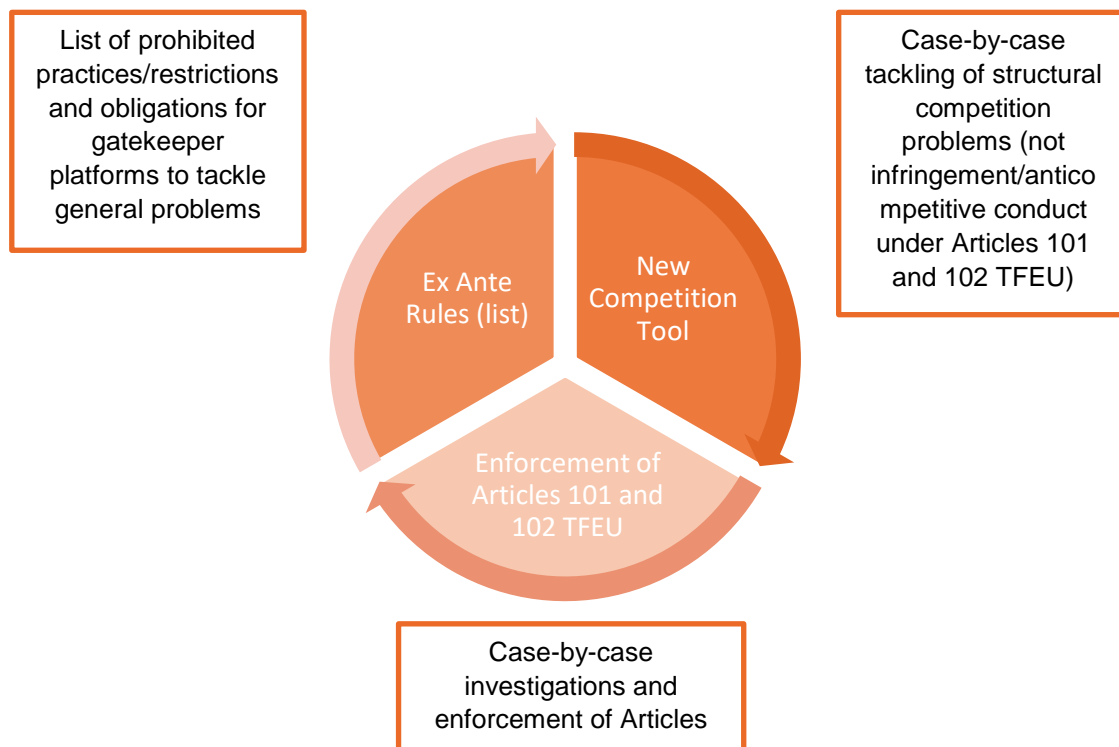 List of prohibited
practices/restrictions
and obligations for
gatekeeper
platforms to tackle
general problems
Case-by-case
tackling of structural
competition
problems (not
infringement/antico
mpetitive conduct
under Articles 101
and 102 TFEU)
Ex Ante
Rules (list)
New
Competition
Tool
Enforcement of
Articles 101 and
102 TFEU
Case-by-case
investigations and
enforcement of Articles